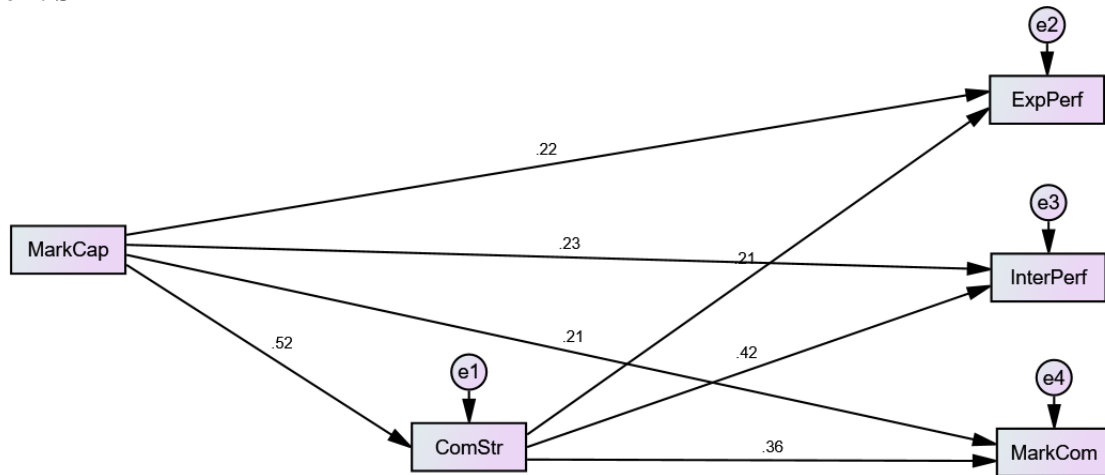 e2
ExpPerf
.22
e3
MarkCap
.23
.21
InterPerf
.52
.21
.42
e1
e4
ComStr
.36
MarkCom